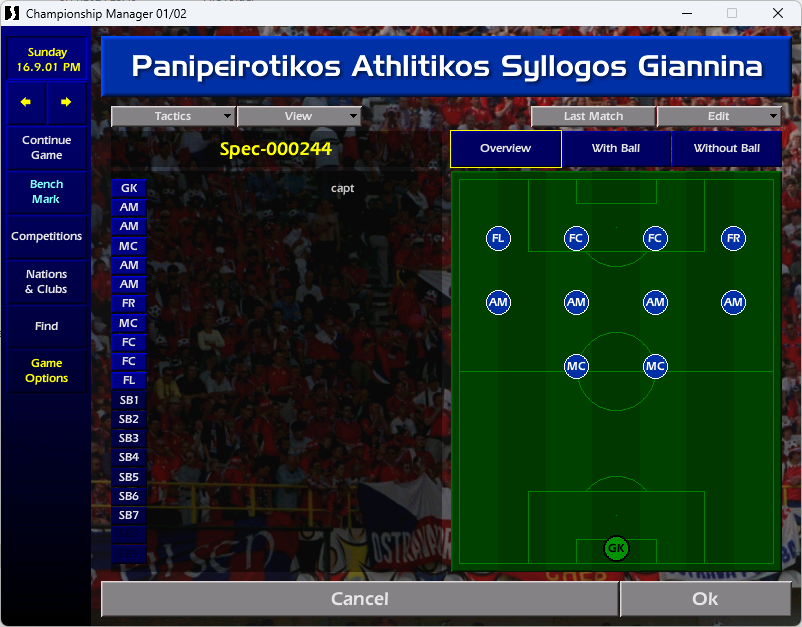 Championship Manager 01/02
Sunday
16.9.01 PM
Panipeirotikos Athlitikos Syllogos Giannina
Continue
Game
Bench
Mark
Competitions
Nations
& Clubs
Find
Game
Options
Tactics
View
Last Match
Edit
Spec-000244
Overview
With Ball
Without Ball
GK capt
AM
AM
MC
AM
AM
FR
MC
FC
FC
FL
SB1
SB2
SB3
SB4
SB5
SB6
SB7
FL FC FC FR
AM AM AM AM
MC MC
GK
OSTRAVA
Cancel
Ok